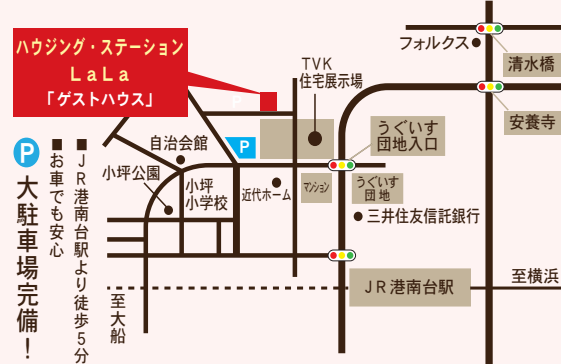 ハウジング・ステーション
LaLa
「ゲストハウス」
P
TVK
住宅展示場
フォルクス
清水橋
安養寺
うぐいす
団地入口
自治会館
P
小坪公園
小坪
小学校
近代ホーム
マンション
うぐいす
団地
三井住友信託銀行
JR港南台駅
至横浜
至大船
■JR港南台駅より徒歩5分
■お車でも安心
P大駐車場完備！